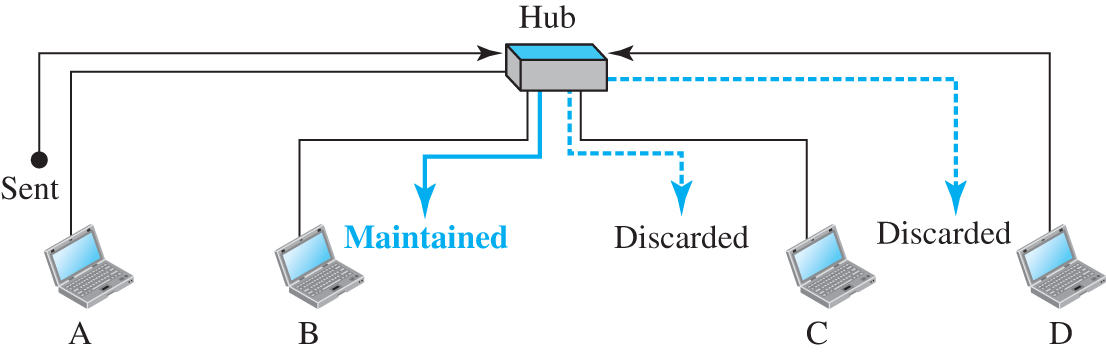 Hub
Sent
Maintained
Discarded
Discarded
A
B
C
D